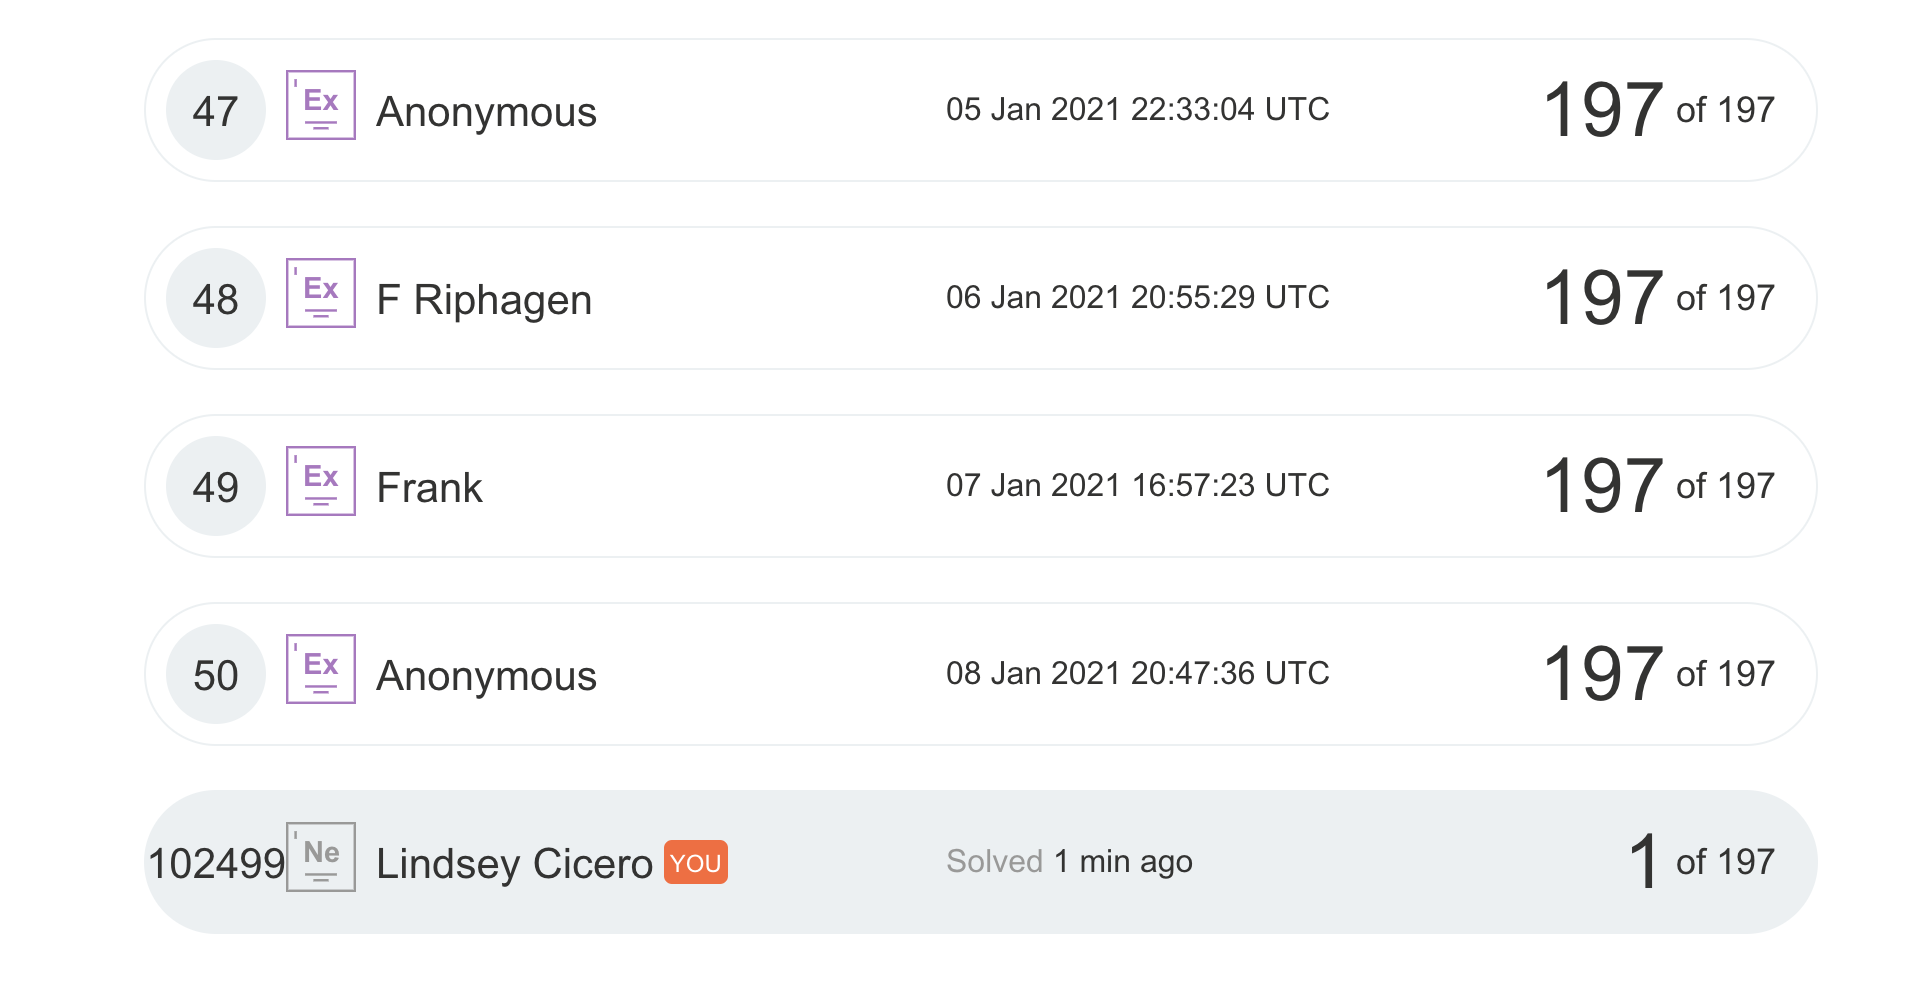 47 Ex Anonymous 05 Jan 2021 22:33:04 UTC 197 of 197
48 Ex F Riphagen 06 Jan 2021 20:55:29 UTC 197 of 197
49 Ex Frank 07 Jan 2021 16:57:23 UTC 197 of 197
50 Ex Anonymous 08 Jan 2021 20:47:36 UTC 197 of 197
102499 Ne Lindsey Cicero YOU Solved 1 min ago 1 of 197